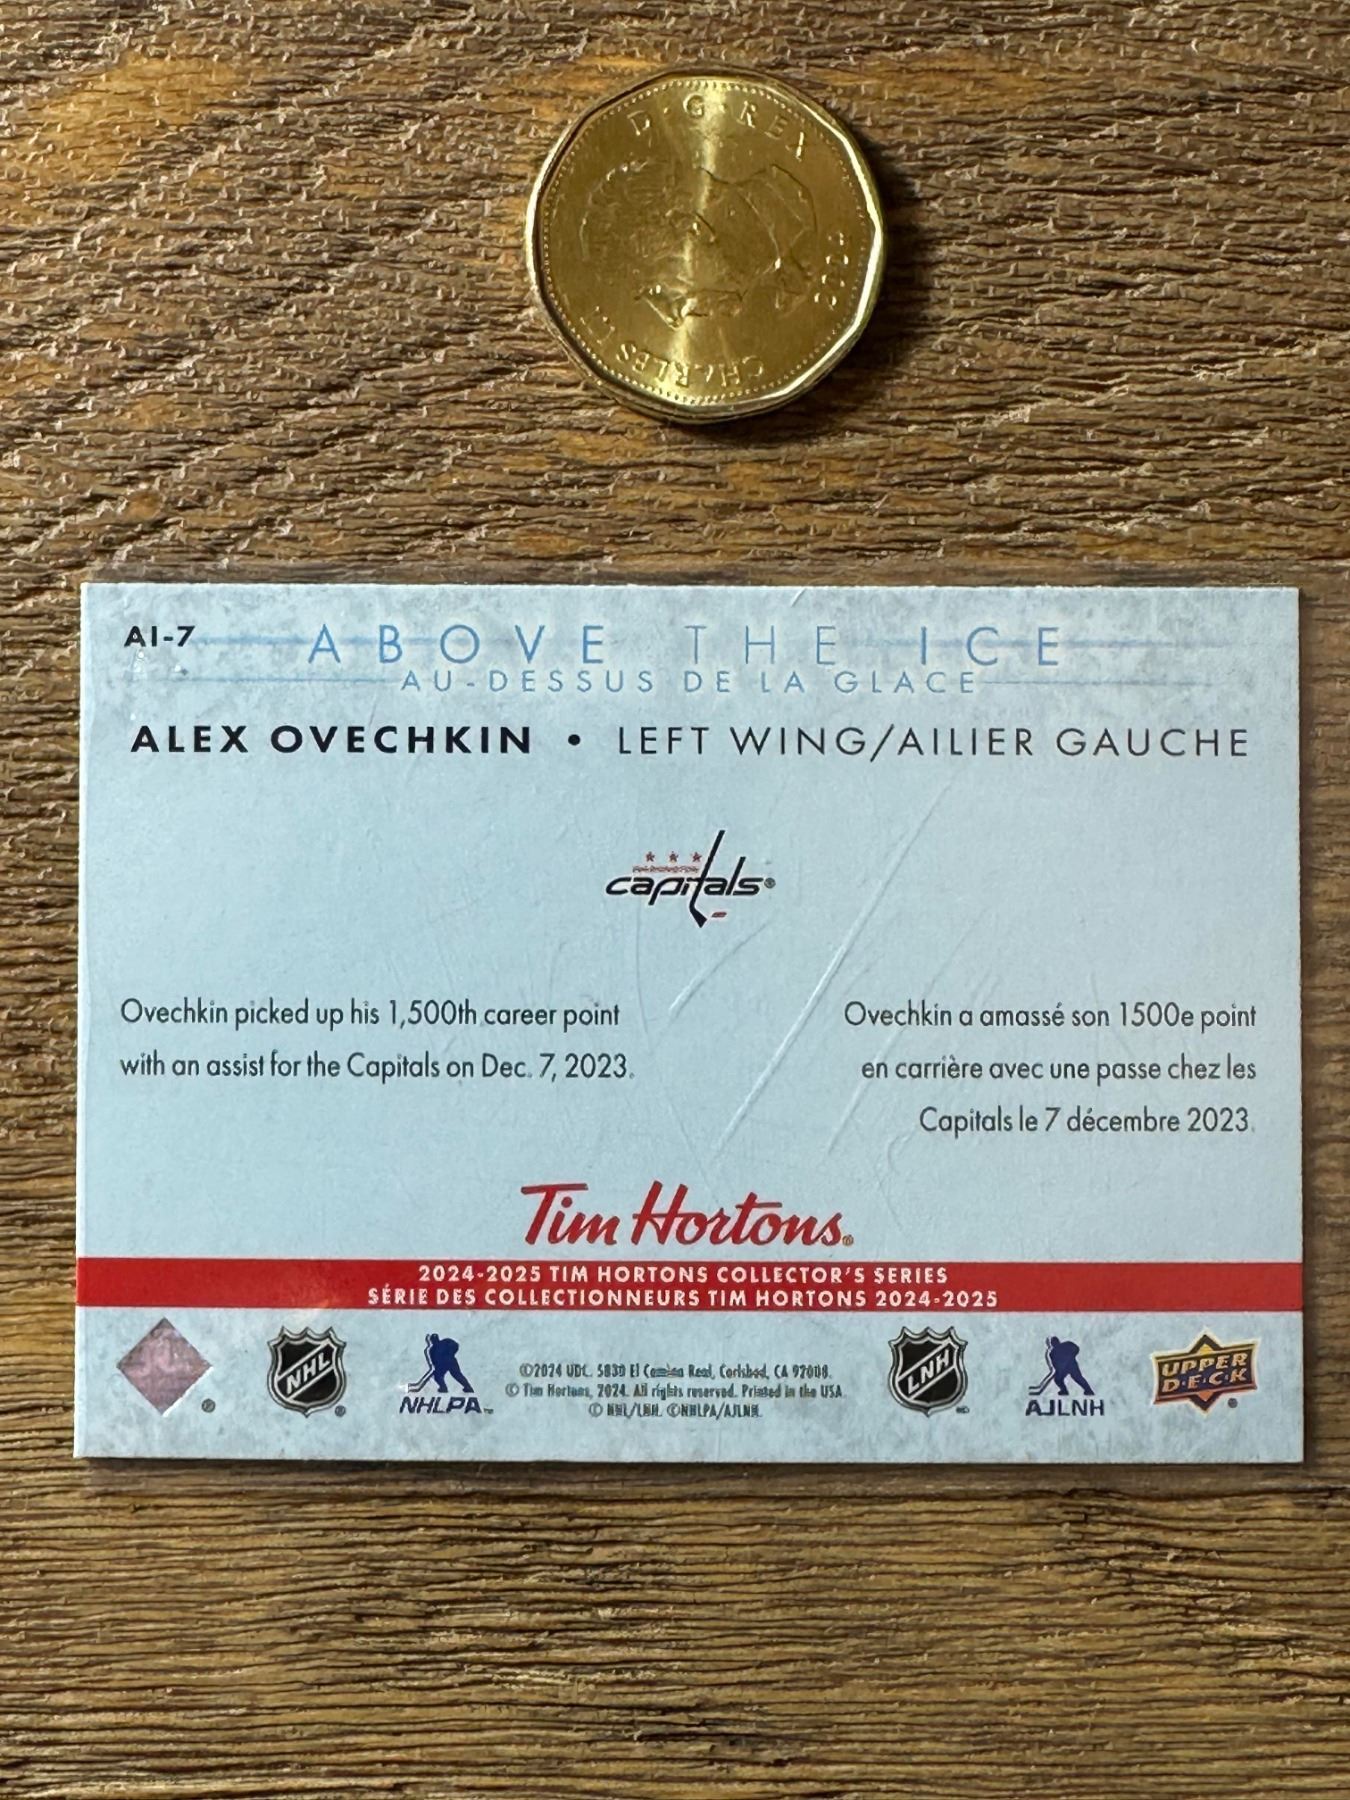 D·G·REX
CHARLES III
AI-7
ABOVE THE ICE
AU-DESSUS DE LA GLACE
ALEX OVECHKIN • LEFT WING/AILIER GAUCHE
capitals®
Ovechkin picked up his 1,500th career point
with an assist for the Capitals on Dec. 7, 2023.
Ovechkin a amassé son 1500e point
en carrière avec une passe chez les
Capitals le 7 décembre 2023.
Tim Hortons®
2024-2025 TIM HORTONS COLLECTOR'S SERIES
SÉRIE DES COLLECTIONNEURS TIM HORTONS 2024-2025
NHL®
NHLPA™
©2024 UDC. 5830 El Camino Real, Carlsbad, CA 92008.
© Tim Hortons, 2024. All rights reserved. Printed in the USA.
© NHL/LNH. ©NHLPA/AJLNH.
LNH
AJLNH
UPPER
D·E·C·K®